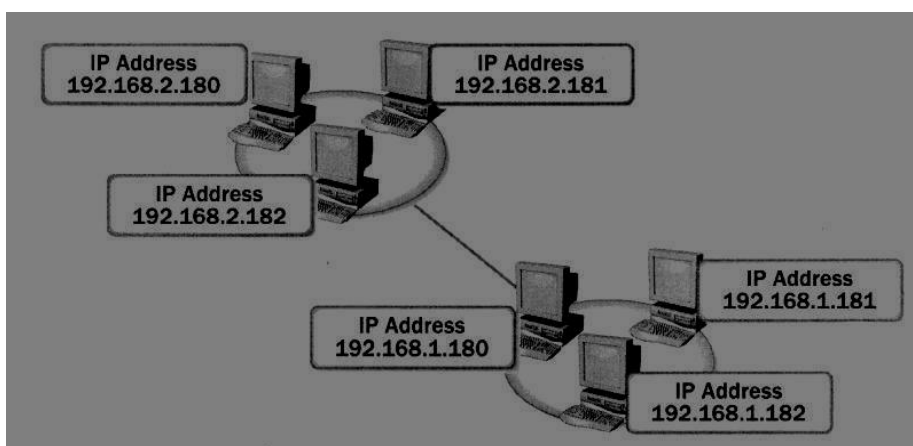 IP Address
192.168.2.180
IP Address
192.168.2.181
IP Address
192.168.2.182
IP Address
192.168.1.181
IP Address
192.168.1.180
IP Address
192.168.1.182